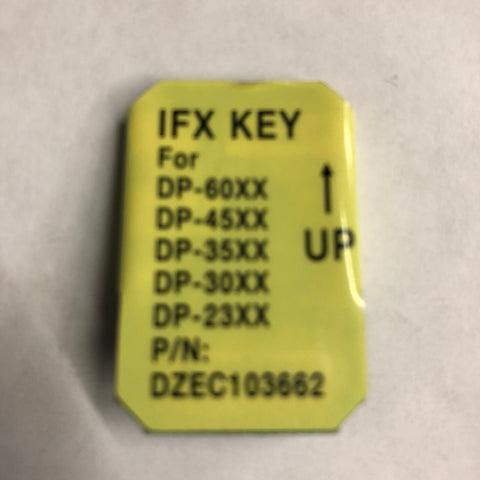 IFX KEY
For
DP-60XX
DP-45XX
DP-35XX
DP-30XX
DP-23XX
P/N:
DZEC103662
↑
UP